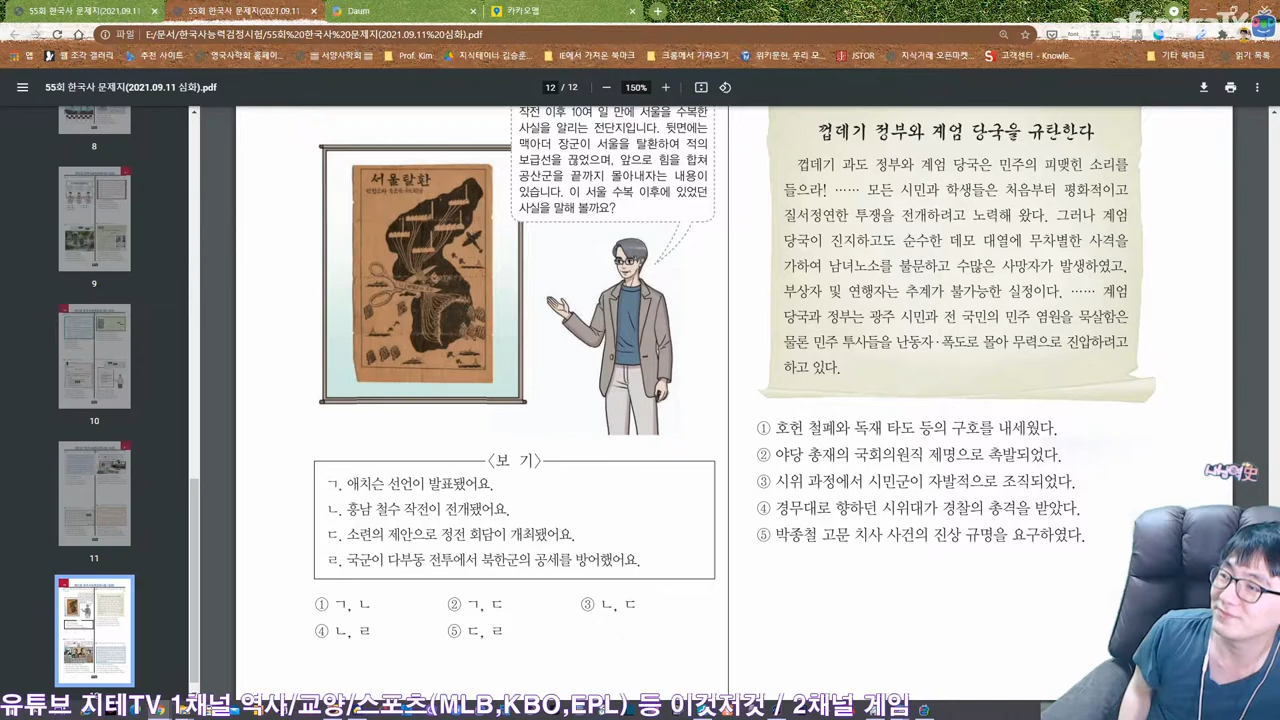 55회 한국사 문제지(2021.09.11
55회 한국사 문제지(2021.09.11
Daum
카카오맵
afreecaTV
파일
E:/문서/한국사능력검정시험/55회%20한국사%20문제지(2021.09.11%20심화).pdf
앱
웹 조각 갤러리
추천 사이트
영국사학회 홈페이...
서양사학회
Prof. Kim
지식테이너 김승훈...
IE에서 가져온 북마크
크롬에서 가져오기
위키문헌, 우리 모...
JSTOR
지식거래 오픈마켓...
고객센터 - Knowle...
기타 북마크
읽기 목록
55회 한국사 문제지(2021.09.11 심화).pdf
12 / 12
150%
8
9
10
11
작전 이후 10여 일 만에 서울을 수복한
사실을 알리는 전단지입니다. 뒷면에는
맥아더 장군이 서울을 탈환하여 적의
보급선을 끊었으며, 앞으로 힘을 합쳐
공산군을 끝까지 몰아내자는 내용이
있습니다. 이 서울 수복 이후에 있었던
사실을 말해 볼까요?
서울탈환
〈보 기〉
ㄱ. 애치슨 선언이 발표됐어요.
ㄴ. 흥남 철수 작전이 전개됐어요.
ㄷ. 소련의 제안으로 정전 회담이 개최됐어요.
ㄹ. 국군이 다부동 전투에서 북한군의 공세를 방어했어요.
① ㄱ, ㄴ
② ㄱ, ㄷ
③ ㄴ, ㄷ
④ ㄴ, ㄹ
⑤ ㄷ, ㄹ
껍데기 정부와 계엄 당국을 규탄한다
껍데기 과도 정부와 계엄 당국은 민주의 피맺힌 소리를
들으라! …… 모든 시민과 학생들은 처음부터 평화적이고
질서정연한 투쟁을 전개하려고 노력해 왔다. 그러나 계엄
당국이 진지하고도 순수한 데모 대열에 무차별한 사격을
가하여 남녀노소를 불문하고 수많은 사망자가 발생하였고,
부상자 및 연행자는 추계가 불가능한 실정이다. …… 계엄
당국과 정부는 광주 시민과 전 국민의 민주 염원을 묵살함은
물론 민주 투사들을 난동자·폭도로 몰아 무력으로 진압하려고
하고 있다.
① 호헌 철폐와 독재 타도 등의 구호를 내세웠다.
② 야당 총재의 국회의원직 제명으로 촉발되었다.
③ 시위 과정에서 시민군이 자발적으로 조직되었다.
④ 경무대로 향하던 시위대가 경찰의 총격을 받았다.
⑤ 박종철 고문 치사 사건의 진상 규명을 요구하였다.
유튜브 지테TV 1채널 역사/교양/스포츠(MLB,KBO,EPL) 등 이것저것 / 2채널 게임